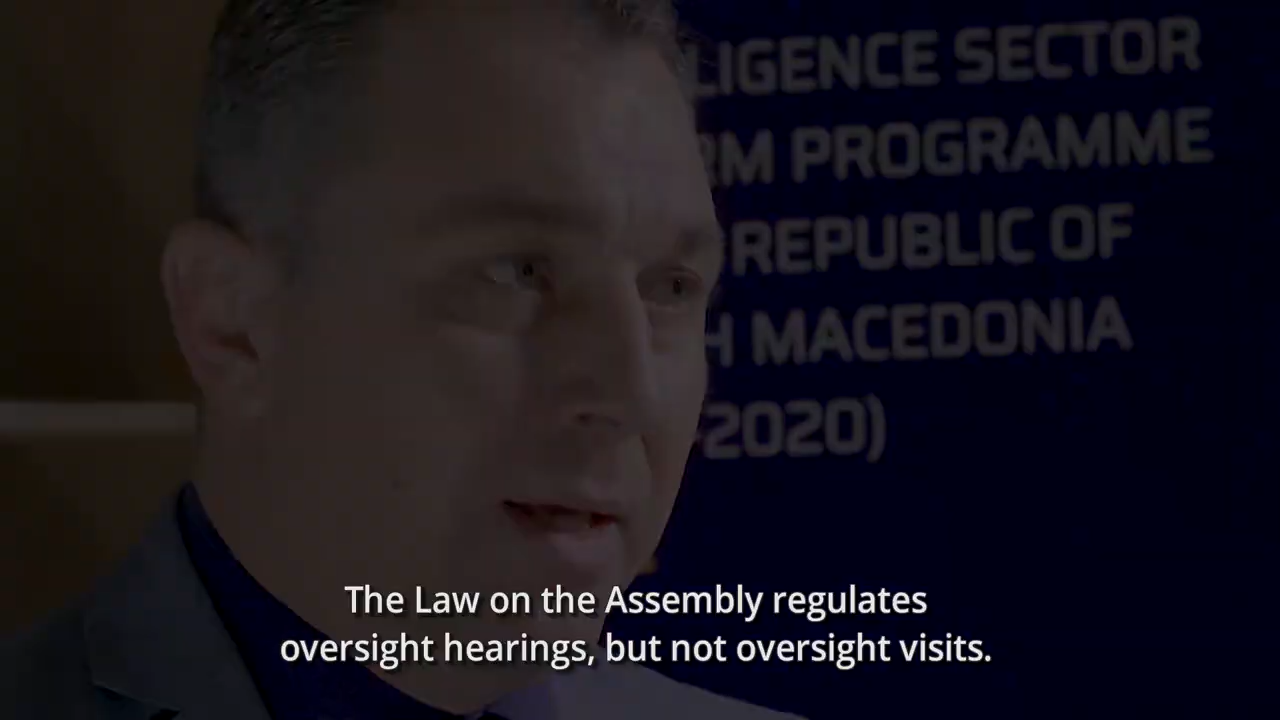 LIGENCE SECTOR
RM PROGRAMME
REPUBLIC OF
H MACEDONIA
-2020)
The Law on the Assembly regulates
oversight hearings, but not oversight visits.